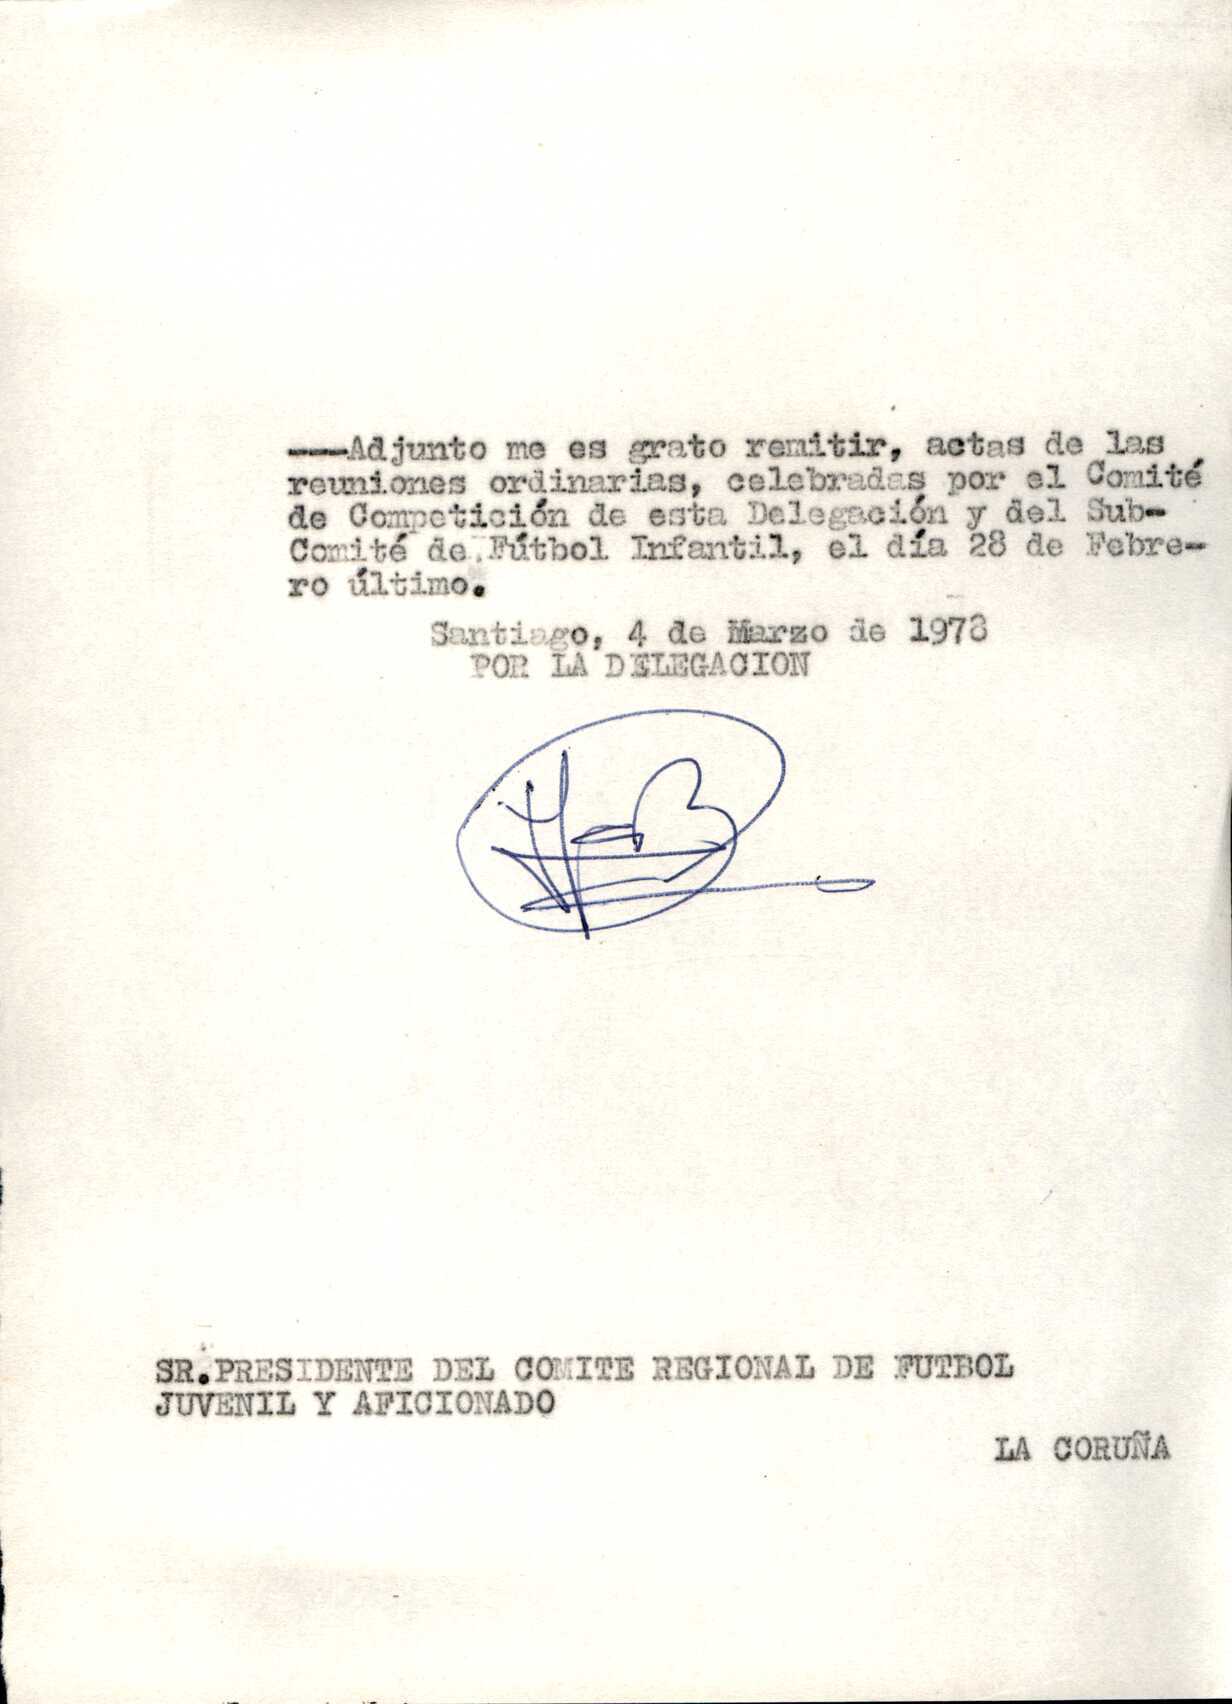 ---Adjunto me es grato remitir, actas de las
reuniones ordinarias, celebradas por el Comité
de Competición de esta Delegación y del Sub-
Comité de Fútbol Infantil, el día 28 de Febre-
ro último.
Santiago, 4 de Marzo de 1978
POR LA DELEGACION
SR.PRESIDENTE DEL COMITE REGIONAL DE FUTBOL
JUVENIL Y AFICIONADO
LA CORUÑA